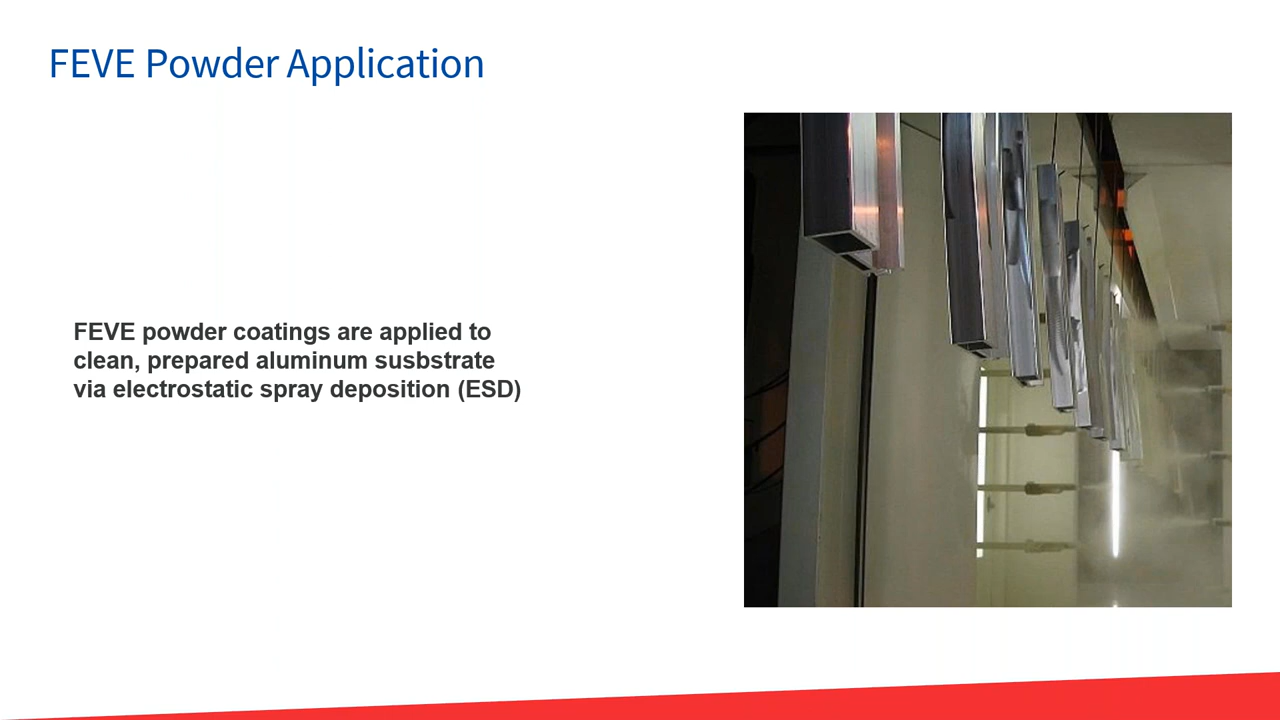 FEVE Powder Application
FEVE powder coatings are applied to
clean, prepared aluminum susbstrate
via electrostatic spray deposition (ESD)